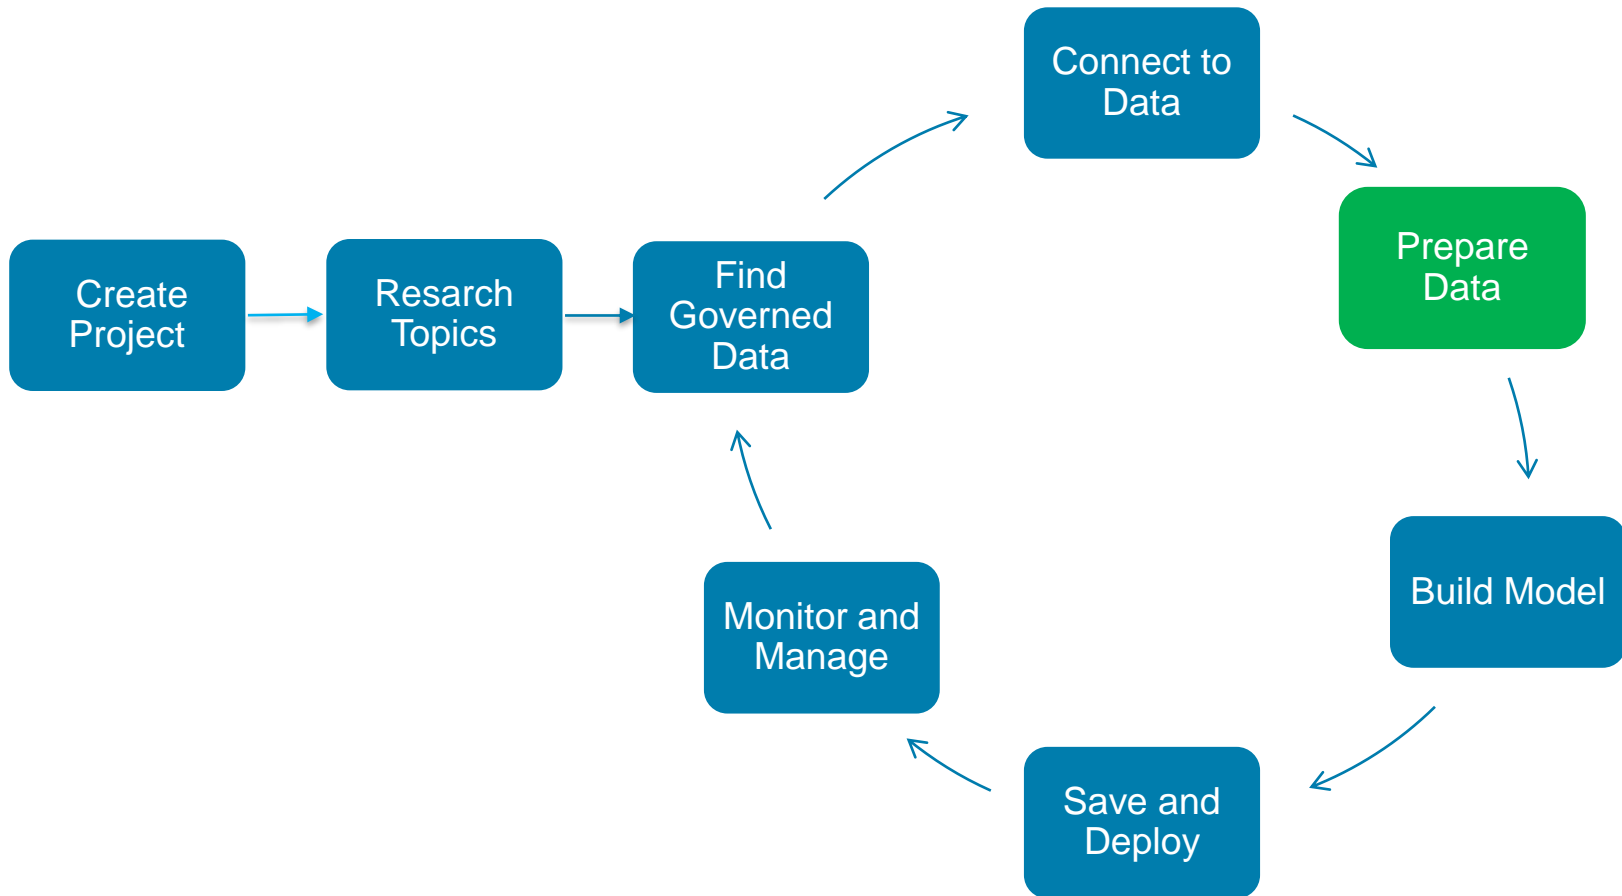 Create
Project
Resarch
Topics
Find
Governed
Data
Connect to
Data
Prepare
Data
Build Model
Save and
Deploy
Monitor and
Manage